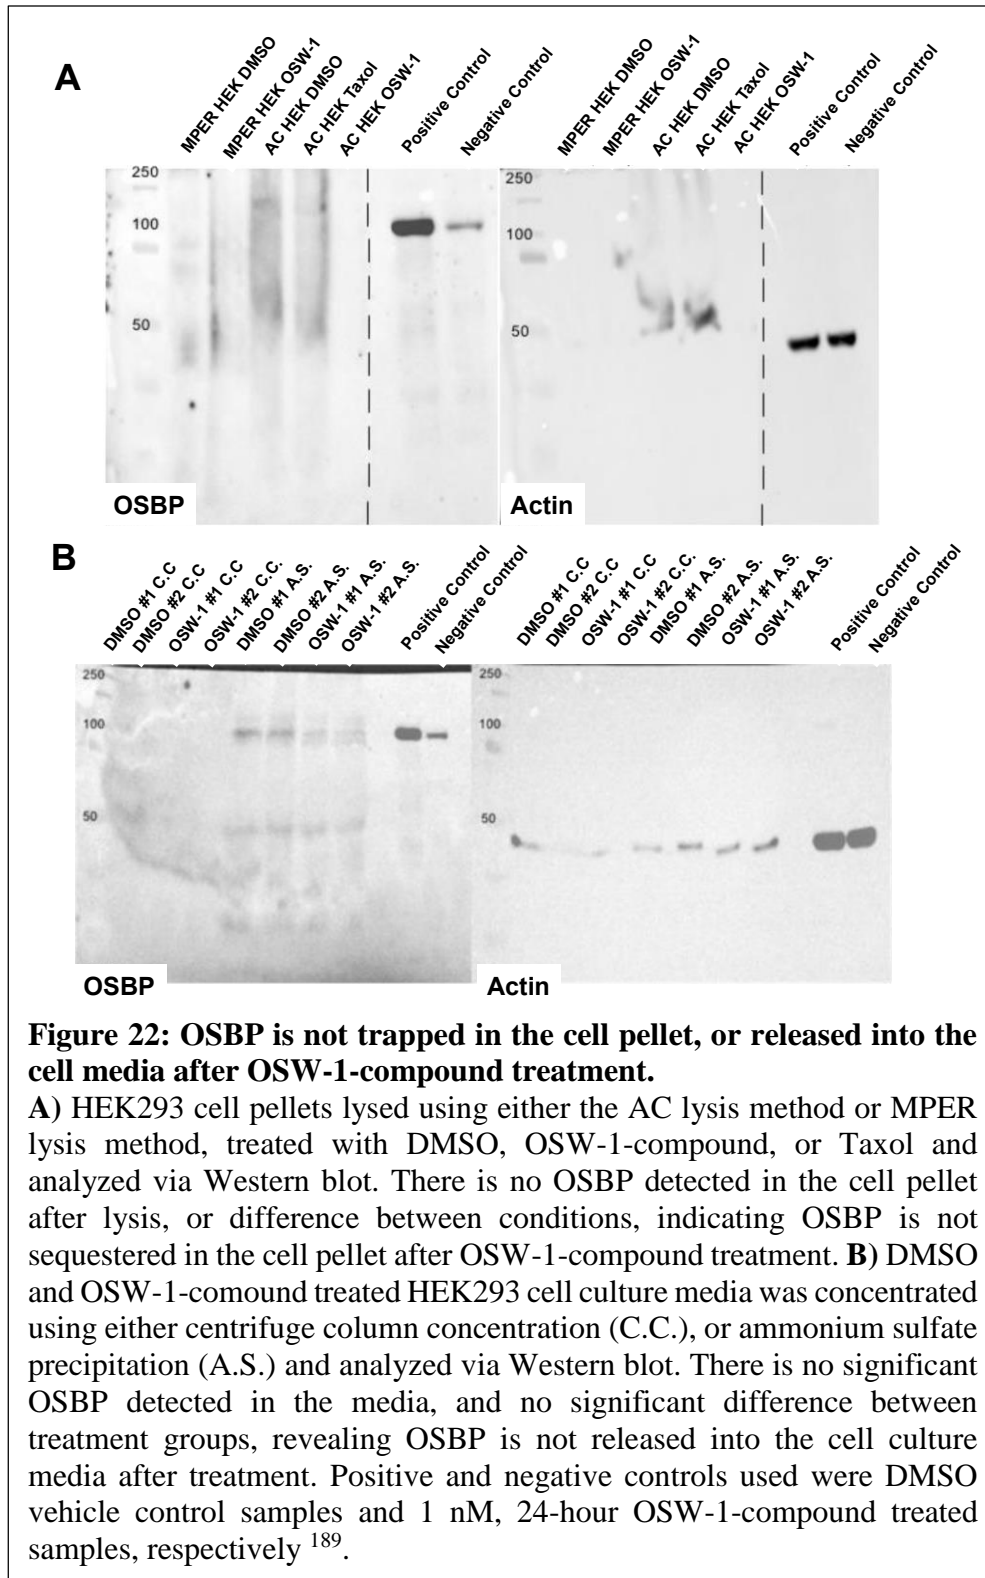 A
MPER HEK DMSO
MPER HEK OSW-1
AC HEK DMSO
AC HEK Taxol
AC HEK OSW-1
Positive Control
Negative Control
MPER HEK DMSO
MPER HEK OSW-1
AC HEK DMSO
AC HEK Taxol
AC HEK OSW-1
Positive Control
Negative Control
250
100
50
OSBP
250
100
50
Actin
B
DMSO #1 C.C
DMSO #2 C.C
OSW-1 #1 C.C
OSW-1 #2 C.C.
DMSO #1 A.S.
DMSO #2 A.S.
OSW-1 #1 A.S.
OSW-1 #2 A.S.
Positive Control
Negative Control
DMSO #1 C.C
DMSO #2 C.C
OSW-1 #1 C.C
OSW-1 #2 C.C.
DMSO #1 A.S.
DMSO #2 A.S.
OSW-1 #1 A.S.
OSW-1 #2 A.S.
Positive Control
Negative Control
250
100
50
OSBP
250
100
50
Actin
Figure 22: OSBP is not trapped in the cell pellet, or released into the
cell media after OSW-1-compound treatment.
A) HEK293 cell pellets lysed using either the AC lysis method or MPER
lysis method, treated with DMSO, OSW-1-compound, or Taxol and
analyzed via Western blot. There is no OSBP detected in the cell pellet
after lysis, or difference between conditions, indicating OSBP is not
sequestered in the cell pellet after OSW-1-compound treatment. B) DMSO
and OSW-1-comound treated HEK293 cell culture media was concentrated
using either centrifuge column concentration (C.C.), or ammonium sulfate
precipitation (A.S.) and analyzed via Western blot. There is no significant
OSBP detected in the media, and no significant difference between
treatment groups, revealing OSBP is not released into the cell culture
media after treatment. Positive and negative controls used were DMSO
vehicle control samples and 1 nM, 24-hour OSW-1-compound treated
samples, respectively 189.